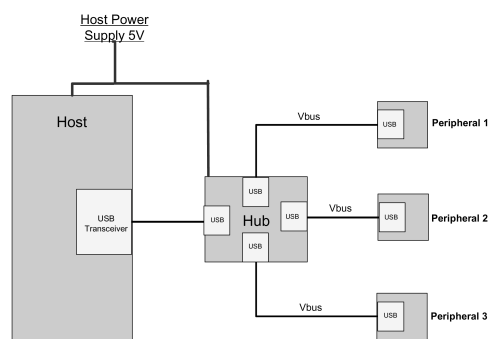 Host Power
Supply 5V
Host
USB
Transceiver
Vbus
USB
Peripheral 1
USB
USB
Hub
USB
Vbus
USB
Peripheral 2
USB
Vbus
USB
Peripheral 3